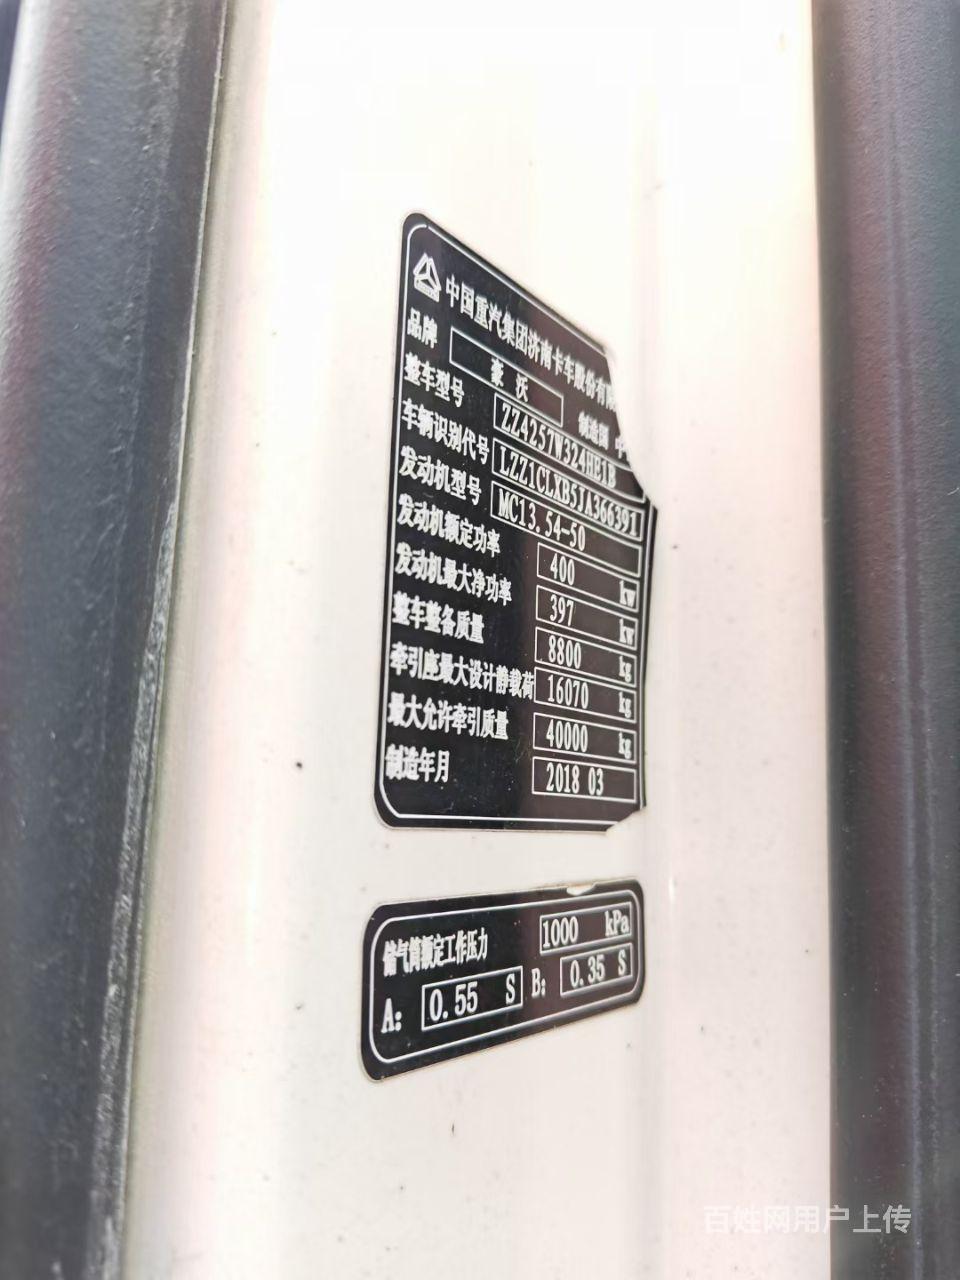 中国重汽集团济南卡车股份有限
品牌 豪沃 制造国 中
整车型号 ZZ4257W324HE1B
车辆识别代号 LZZ1CLXB5JA366391
发动机型号 MC13.54-50
发动机额定功率 400 kw
发动机最大净功率 397 kw
整车整备质量 8800 kg
牵引座最大设计静载荷 16070 kg
最大允许牵引质量 40000 kg
制造年月 2018 03
储气筒额定工作压力 1000 kPa
A: 0.55 S B: 0.35 S
百姓网用户上传